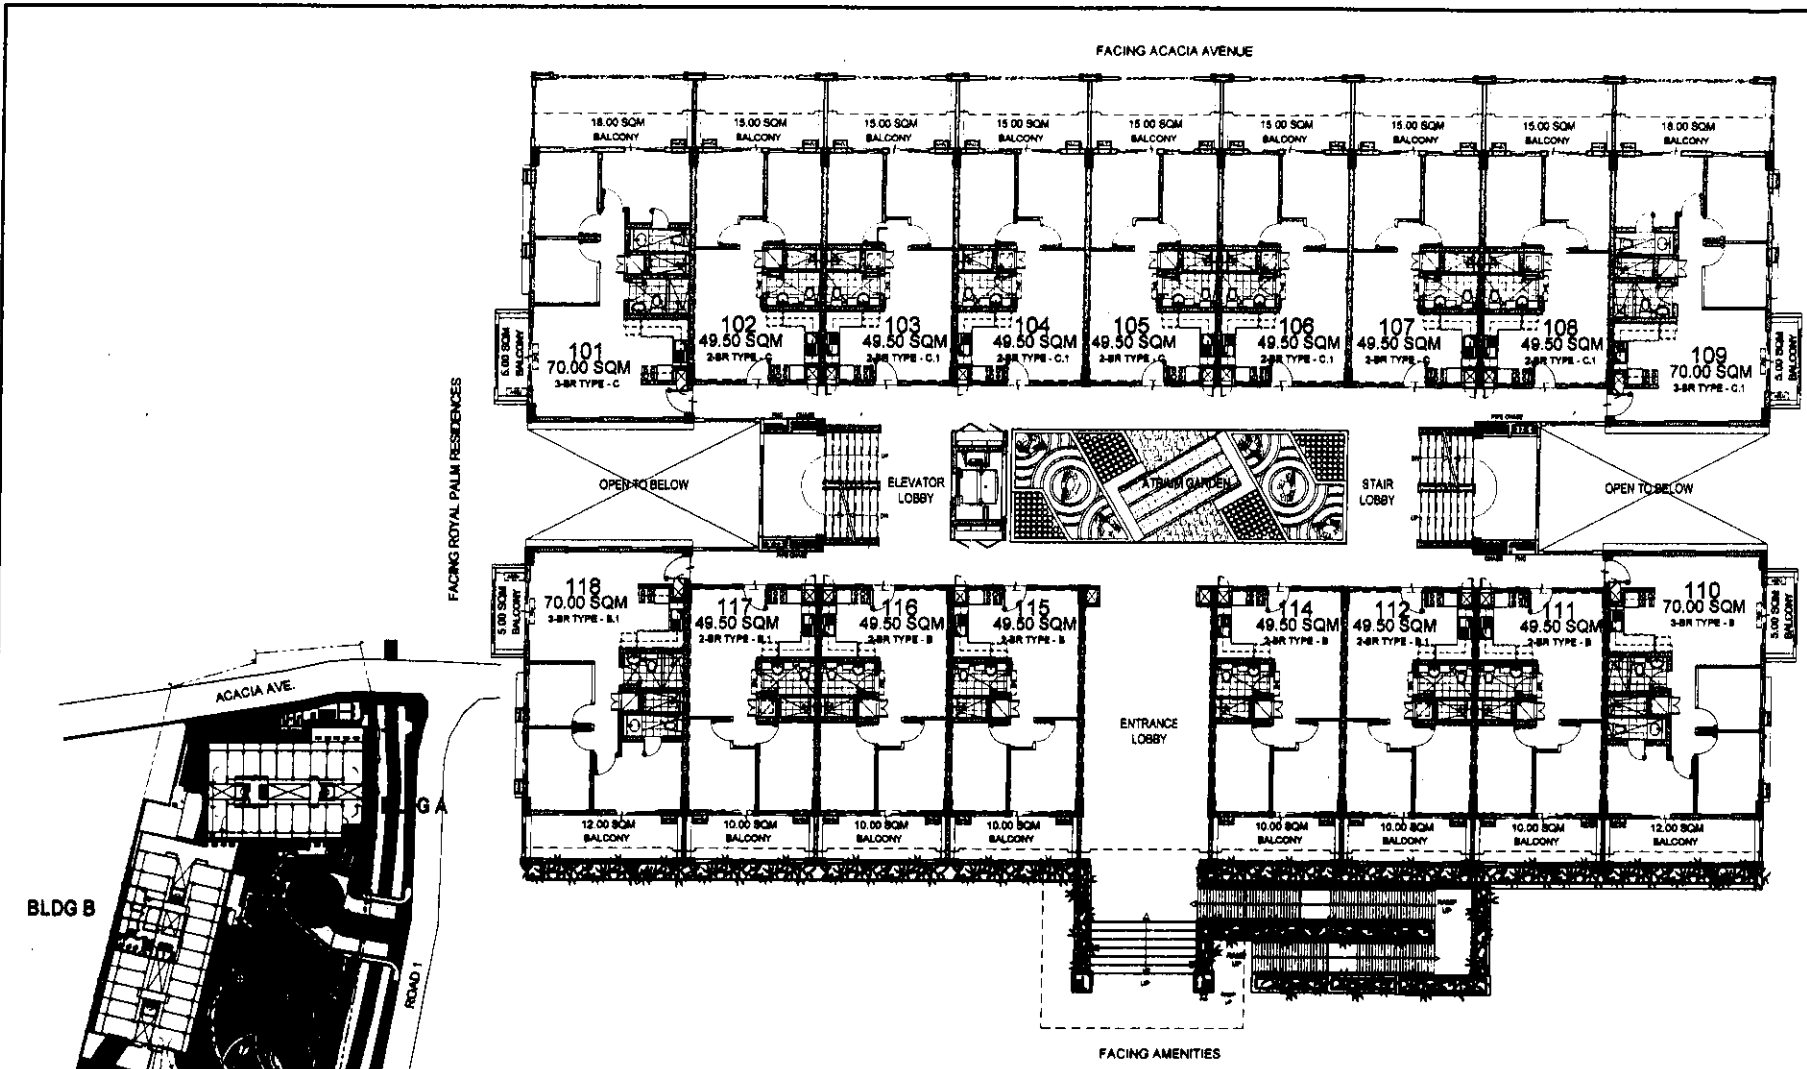 FACING ACACIA AVENUE
18.00 SQM
BALCONY
15.00 SQM
BALCONY
15.00 SQM
BALCONY
15.00 SQM
BALCONY
15.00 SQM
BALCONY
15.00 SQM
BALCONY
15.00 SQM
BALCONY
15.00 SQM
BALCONY
18.00 SQM
BALCONY
5.00 SQM
BALCONY
101
70.00 SQM
3-BR TYPE - C
102
49.50 SQM
2-BR TYPE - C
103
49.50 SQM
2-BR TYPE - C.1
104
49.50 SQM
2-BR TYPE - C.1
105
49.50 SQM
2-BR TYPE - C
106
49.50 SQM
2-BR TYPE - C.1
107
49.50 SQM
2-BR TYPE - C
108
49.50 SQM
2-BR TYPE - C.1
109
70.00 SQM
3-BR TYPE - C.1
5.00 SQM
BALCONY
FACING ROYAL PALM RESIDENCES
OPEN TO BELOW
ELEVATOR
LOBBY
ATRIUM GARDEN
STAIR
LOBBY
PIPE CHASE
OPEN TO BELOW
5.00 SQM
BALCONY
118
70.00 SQM
3-BR TYPE - B.1
117
49.50 SQM
2-BR TYPE - B.1
116
49.50 SQM
2-BR TYPE - B
115
49.50 SQM
2-BR TYPE - B
114
49.50 SQM
2-BR TYPE - B
112
49.50 SQM
2-BR TYPE - B.1
111
49.50 SQM
2-BR TYPE - B
110
70.00 SQM
3-BR TYPE - B
5.00 SQM
BALCONY
ENTRANCE
LOBBY
12.00 SQM
BALCONY
10.00 SQM
BALCONY
10.00 SQM
BALCONY
10.00 SQM
BALCONY
10.00 SQM
BALCONY
10.00 SQM
BALCONY
10.00 SQM
BALCONY
12.00 SQM
BALCONY
RAMP
UP
RAMP
UP
RAMP
UP
UP
FACING AMENITIES
ACACIA AVE.
G A
BLDG B
ROAD 1